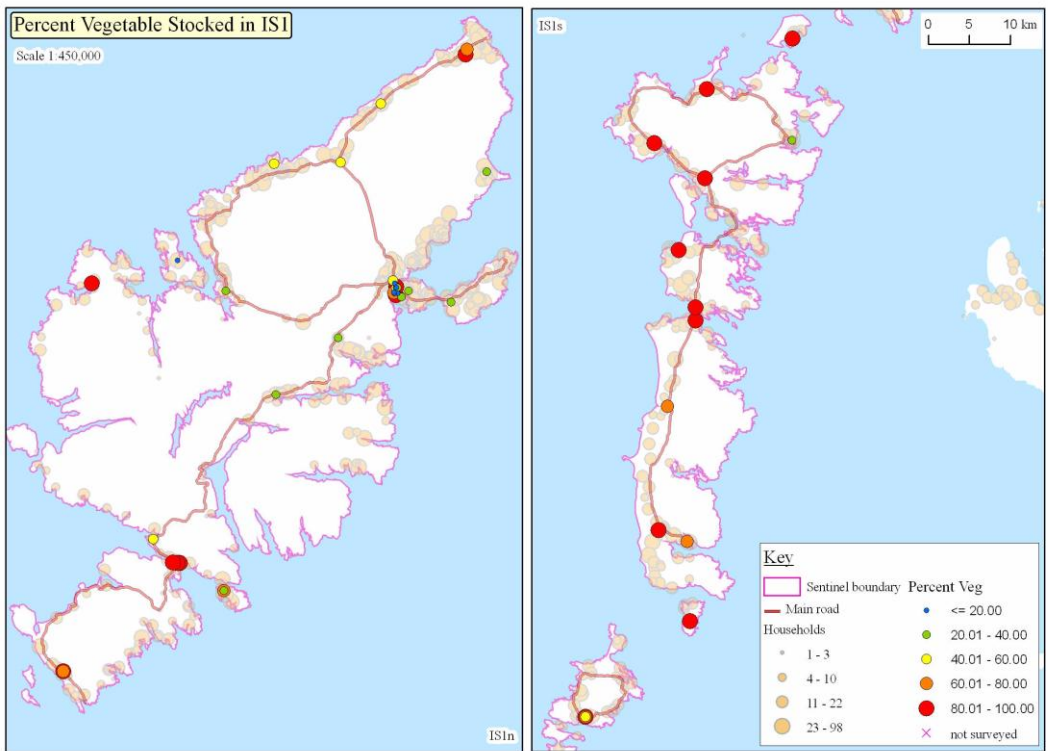 Percent Vegetable Stocked in IS1
Scale 1:450,000
IS1n
IS1s
0 5 10 km
Key
Sentinel boundary
Main road
Households
1 - 3
4 - 10
11 - 22
23 - 98
Percent Veg
<= 20.00
20.01 - 40.00
40.01 - 60.00
60.01 - 80.00
80.01 - 100.00
not surveyed